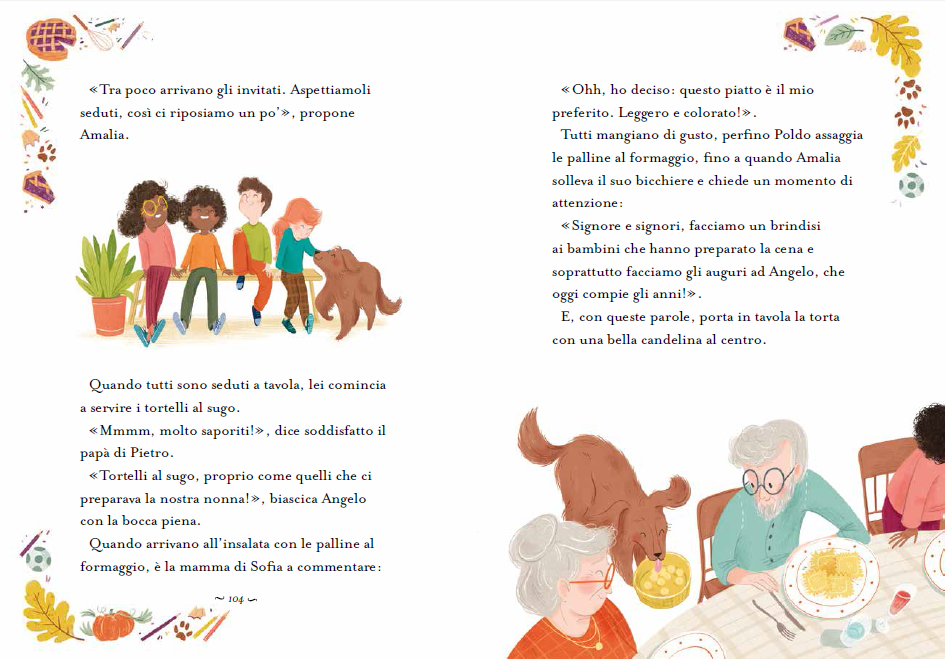 «Tra poco arrivano gli invitati. Aspettiamoli
seduti, così ci riposiamo un po’», propone
Amalia.
Quando tutti sono seduti a tavola, lei comincia
a servire i tortelli al sugo.
«Mmmm, molto saporiti!», dice soddisfatto il
papà di Pietro.
«Tortelli al sugo, proprio come quelli che ci
preparava la nostra nonna!», biascica Angelo
con la bocca piena.
Quando arrivano all’insalata con le palline al
formaggio, è la mamma di Sofia a commentare:
~ 104 ~
«Ohh, ho deciso: questo piatto è il mio
preferito. Leggero e colorato!».
Tutti mangiano di gusto, perfino Poldo assaggia
le palline al formaggio, fino a quando Amalia
solleva il suo bicchiere e chiede un momento di
attenzione:
«Signore e signori, facciamo un brindisi
ai bambini che hanno preparato la cena e
soprattutto facciamo gli auguri ad Angelo, che
oggi compie gli anni!».
E, con queste parole, porta in tavola la torta
con una bella candelina al centro.